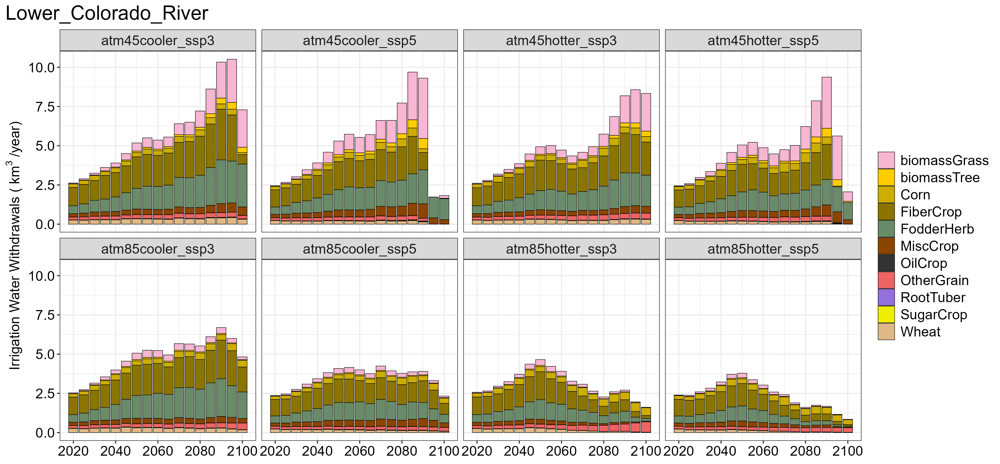 Lower_Colorado_River
atm45cooler_ssp3 atm45cooler_ssp5 atm45hotter_ssp3 atm45hotter_ssp5
10.0
7.5
5.0
2.5
0.0
atm85cooler_ssp3 atm85cooler_ssp5 atm85hotter_ssp3 atm85hotter_ssp5
10.0
7.5
5.0
2.5
0.0
2020 2040 2060 2080 2100 2020 2040 2060 2080 2100 2020 2040 2060 2080 2100 2020 2040 2060 2080 2100
Irrigation Water Withdrawals ( km³ /year)
biomassGrass
biomassTree
Corn
FiberCrop
FodderHerb
MiscCrop
OilCrop
OtherGrain
RootTuber
SugarCrop
Wheat